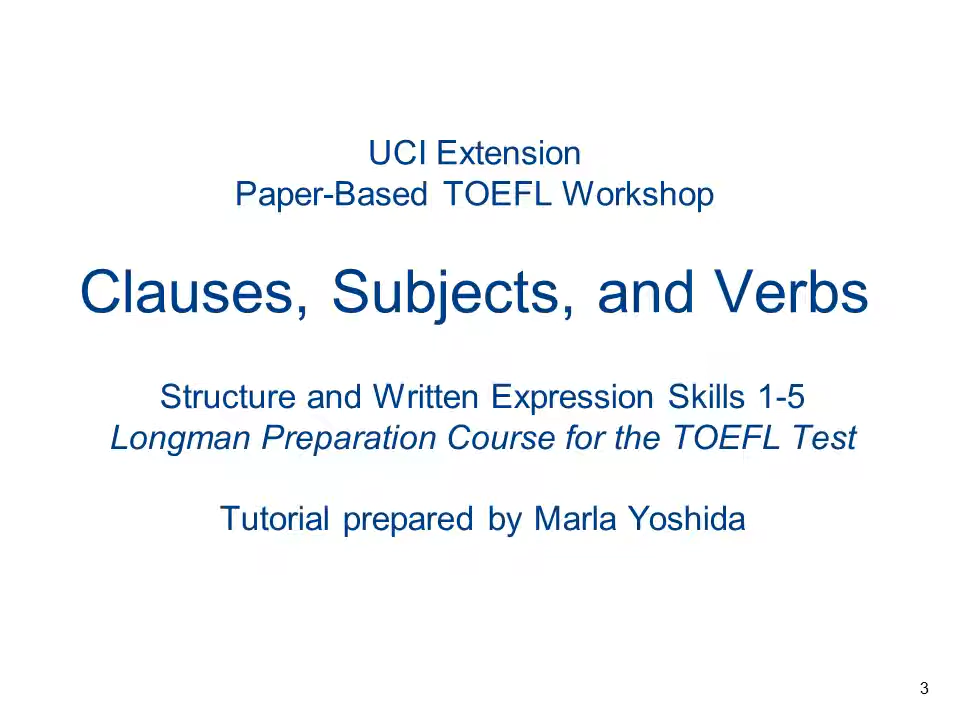 UCI Extension
Paper-Based TOEFL Workshop
Clauses, Subjects, and Verbs
Structure and Written Expression Skills 1-5
Longman Preparation Course for the TOEFL Test
Tutorial prepared by Marla Yoshida
3